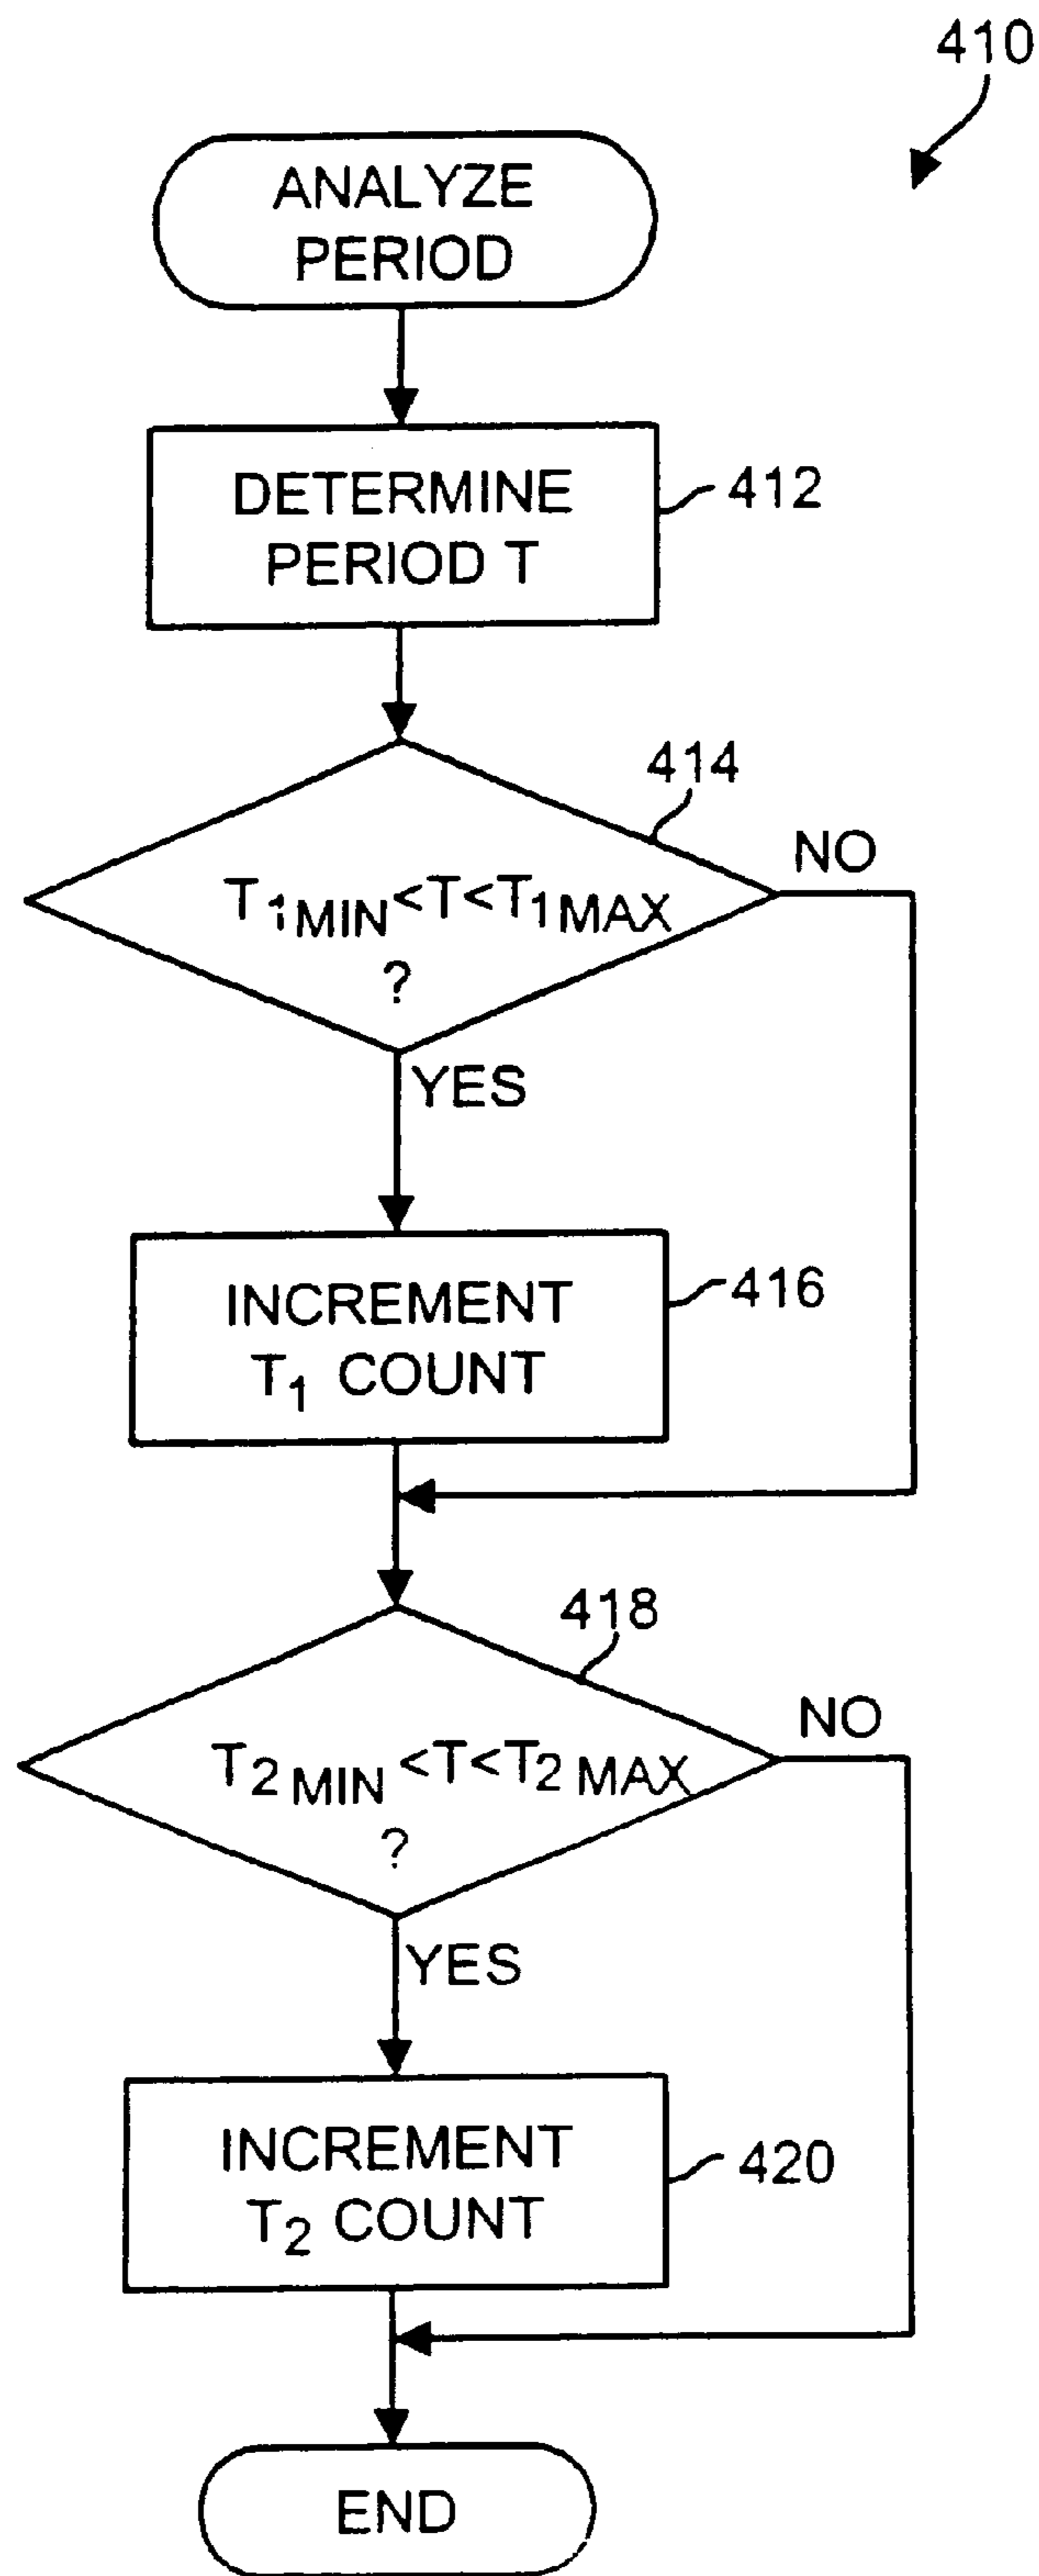 410
ANALYZE
PERIOD
DETERMINE
PERIOD T
412
414
NO
T1MIN<T<T1MAX
?
YES
INCREMENT
T1 COUNT
416
418
NO
T2MIN<T<T2MAX
?
YES
INCREMENT
T2 COUNT
420
END